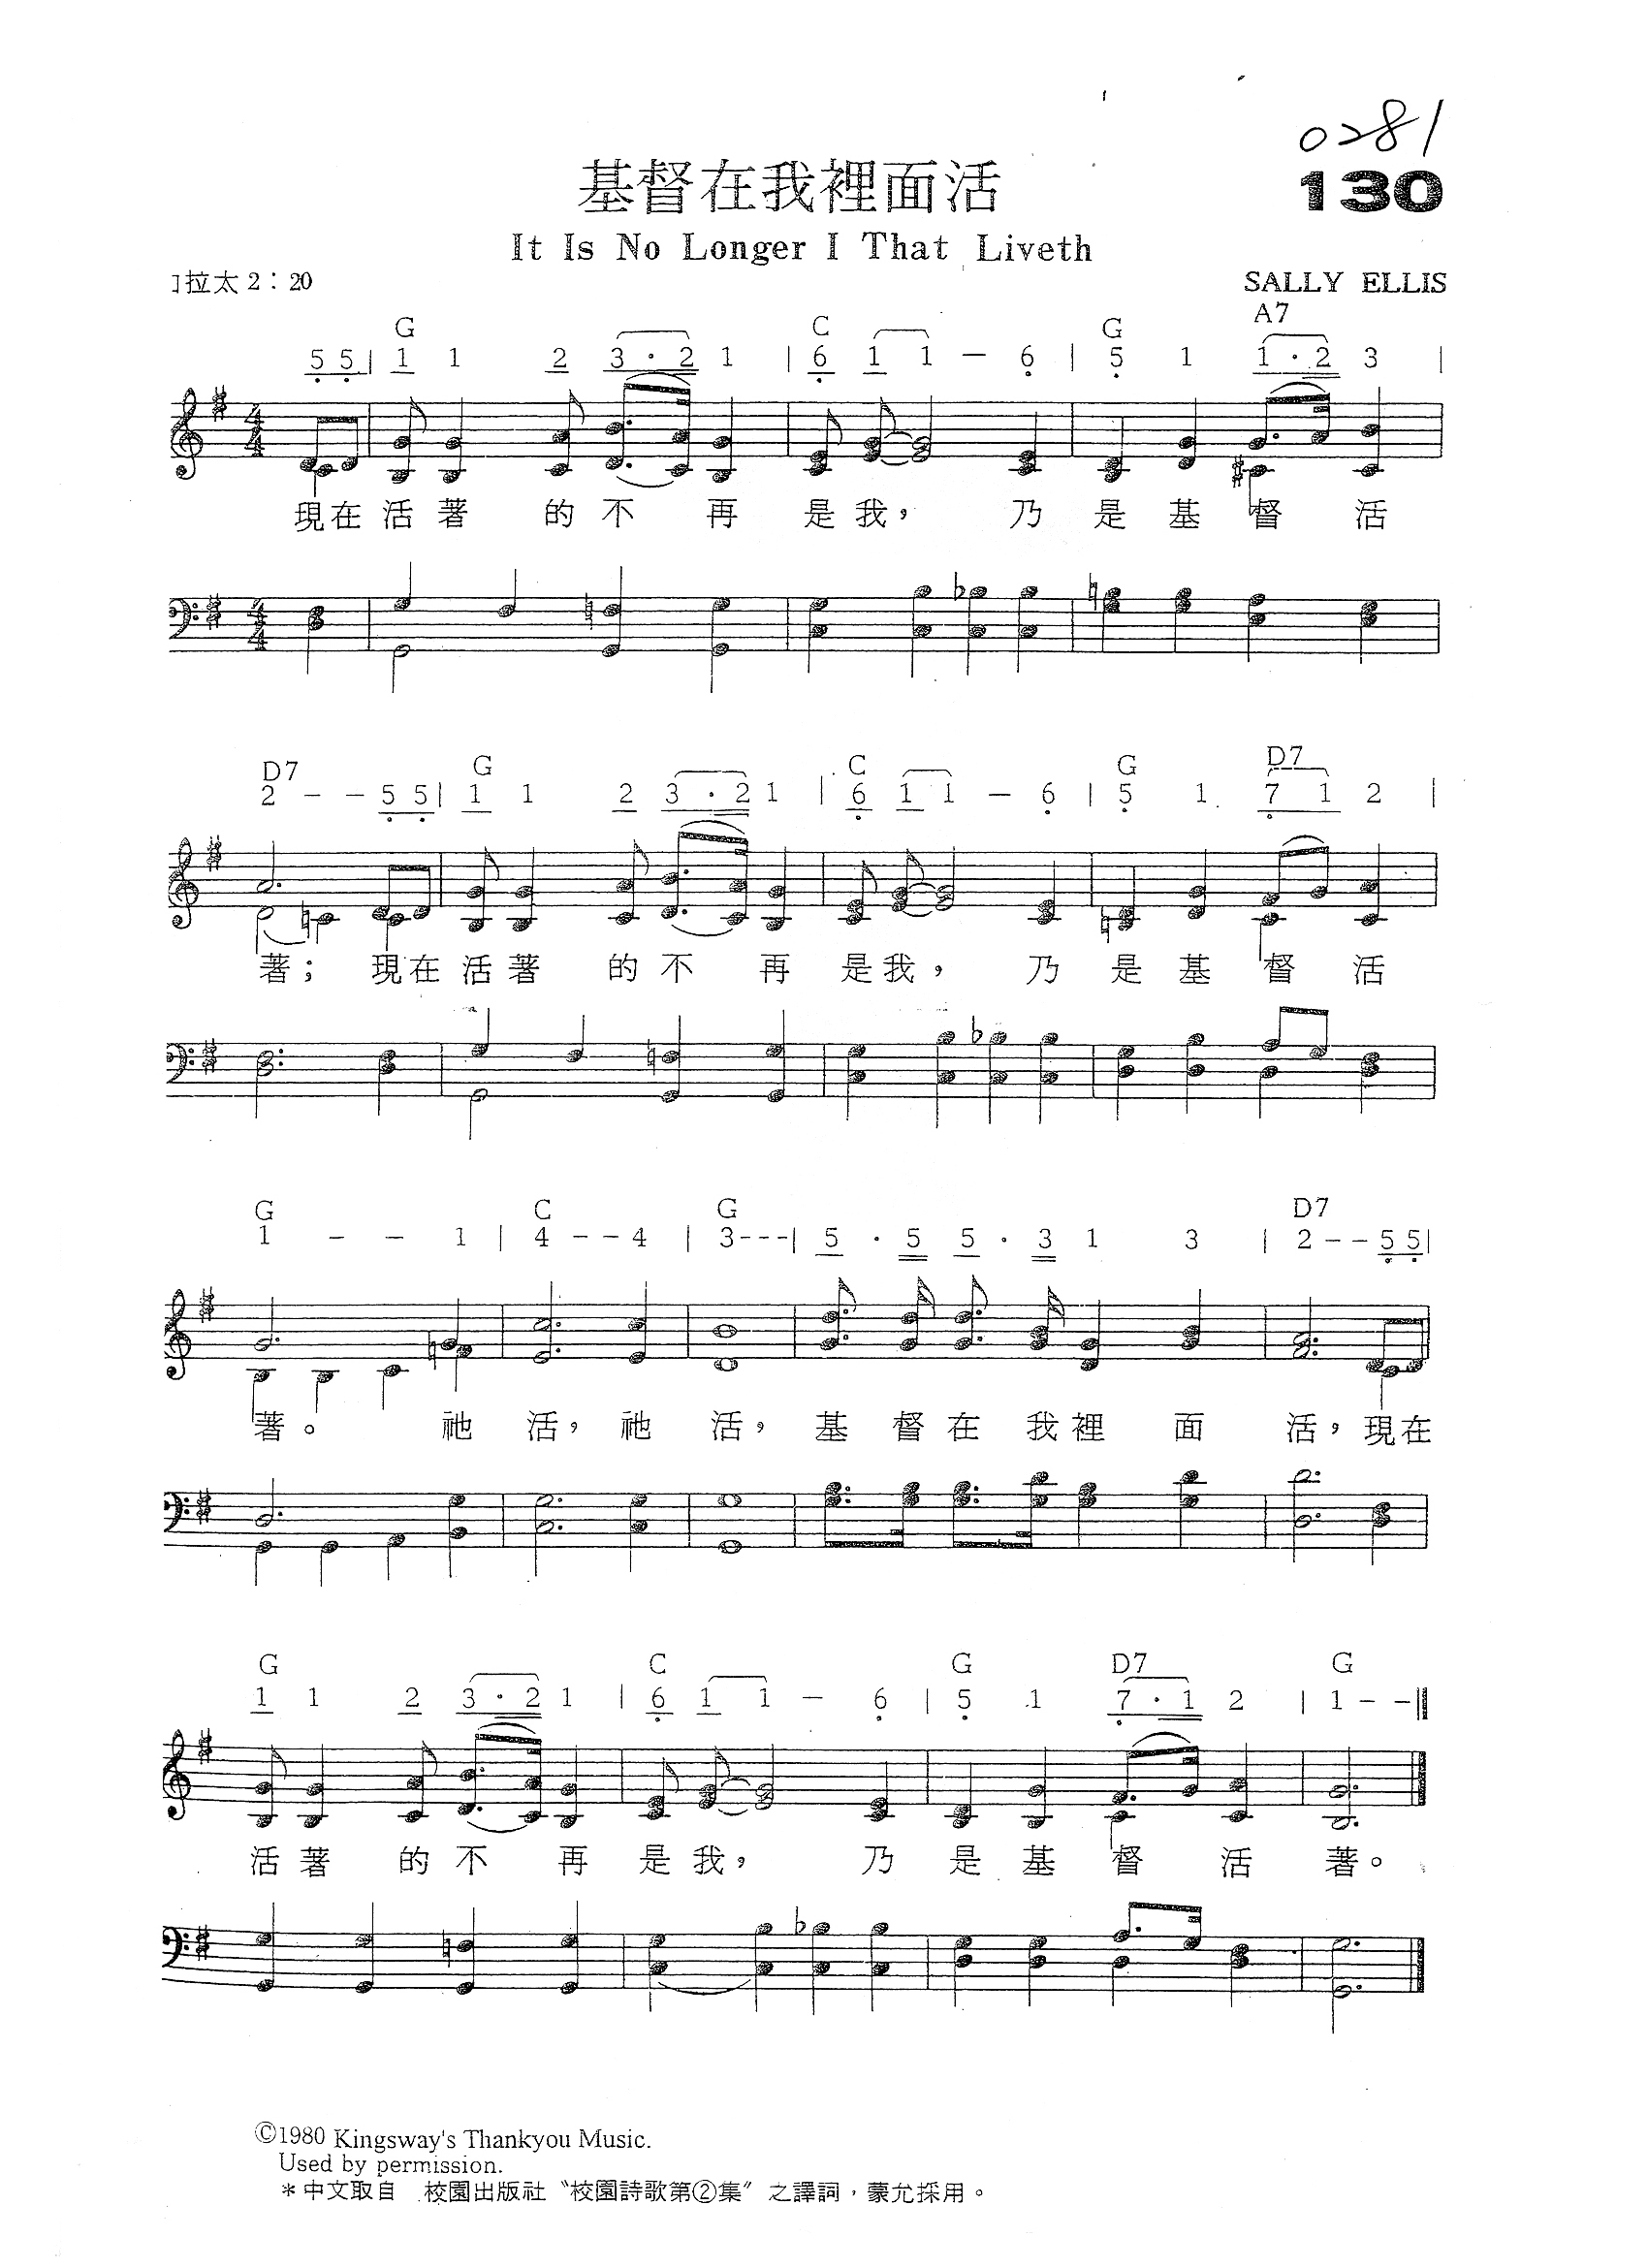 0281
130
基督在我裡面活
It Is No Longer I That Liveth
拉太 2：20
SALLY ELLIS
G C G A7
5 5 | 1 1 2 3 · 2 1 | 6 1 1 － 6 | 5 1 1 · 2 3 |
現在活著的不再是我，乃是基督活
D7 G C G D7
2 － － 5 5 | 1 1 2 3 · 2 1 | 6 1 1 － 6 | 5 1 7 1 2 |
著；現在活著的不再是我，乃是基督活
G C G D7
1 － － 1 | 4 － － 4 | 3 - - - | 5 · 5 5 · 3 1 3 | 2 － － 5 5 |
著。祂活，祂活，基督在我裡面活，現在
G C G D7 G
1 1 2 3 · 2 1 | 6 1 1 － 6 | 5 1 7 · 1 2 | 1 － － ‖
活著的不再是我，乃是基督活著。
©1980 Kingsway's Thankyou Music.
Used by permission.
＊中文取自 校園出版社〝校園詩歌第②集〞之譯詞，蒙允採用。